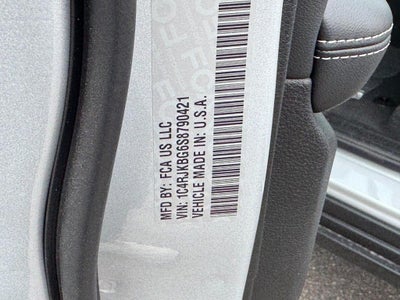 MFD BY: FCA US LLC
VIN: 1C4RJKBG6S8790421
VEHICLE MADE IN: U.S.A.